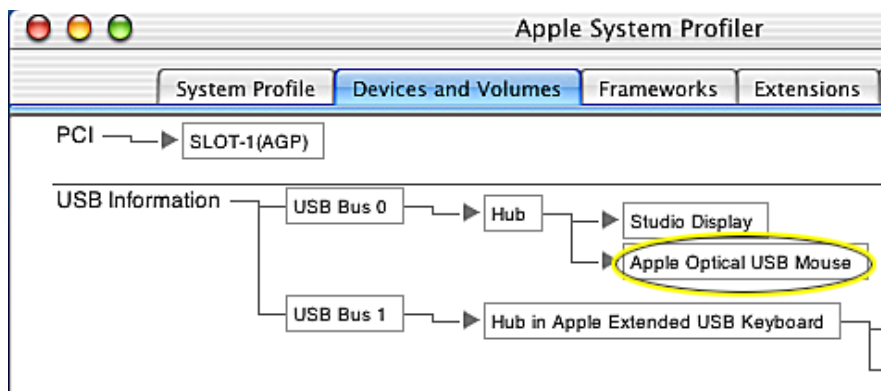 Apple System Profiler
System Profile Devices and Volumes Frameworks Extensions
PCI SLOT-1(AGP)
USB Information USB Bus 0 Hub Studio Display
Apple Optical USB Mouse
USB Bus 1 Hub in Apple Extended USB Keyboard